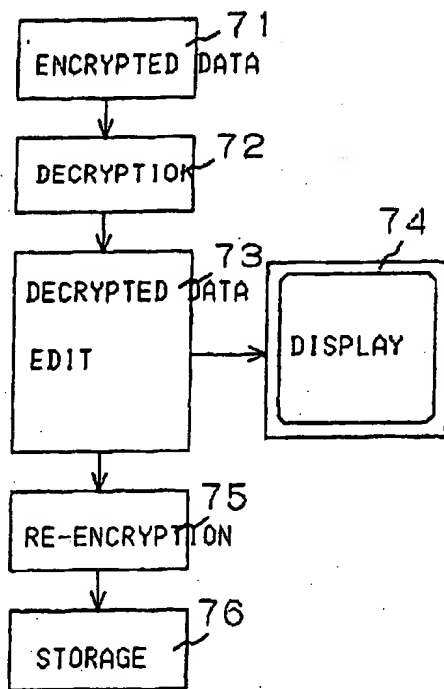 71
ENCRYPTED DATA
72
DECRYPTION
73
74
DECRYPTED DATA
EDIT
DISPLAY
75
RE-ENCRYPTION
76
STORAGE